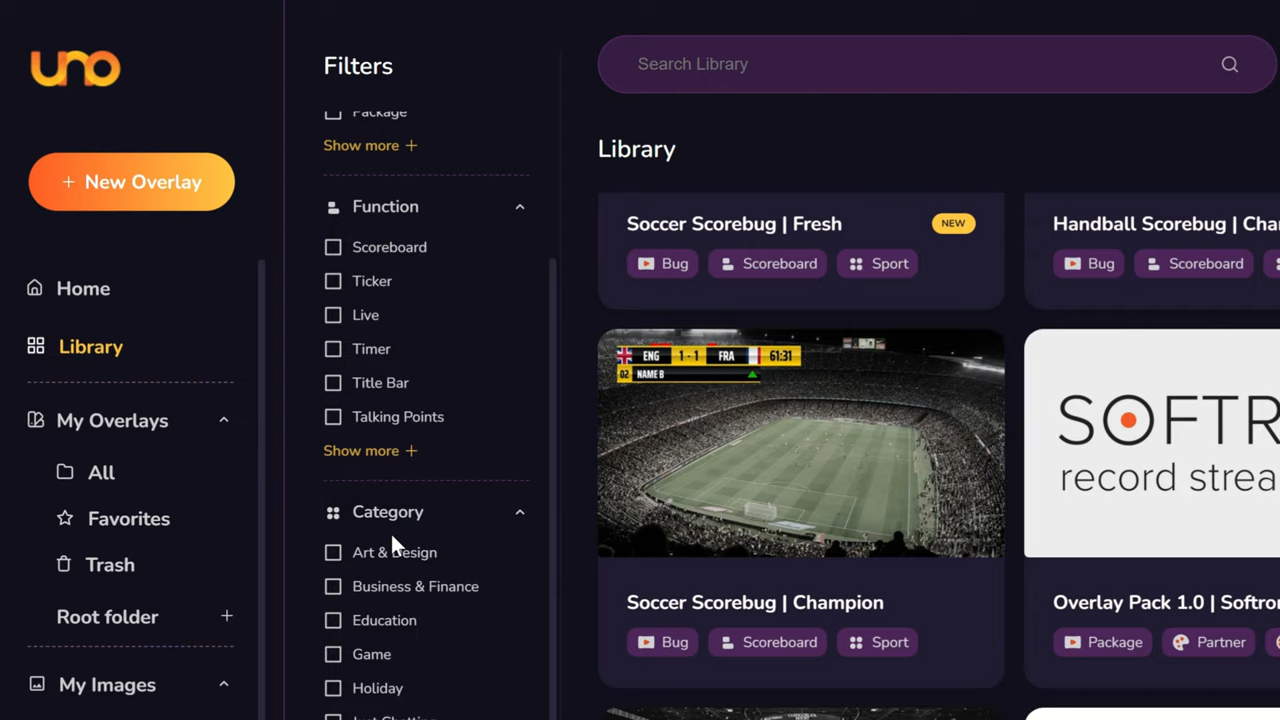 uno
+ New Overlay
Home
Library
My Overlays
All
Favorites
Trash
Root folder +
My Images
Filters
Package
Show more +
Function
Scoreboard
Ticker
Live
Timer
Title Bar
Talking Points
Show more +
Category
Art & Design
Business & Finance
Education
Game
Holiday
Just Chatting
Search Library
Library
Soccer Scorebug | Fresh
NEW
Bug Scoreboard Sport
Handball Scorebug | Cha
Bug Scoreboard
ENG 1 - 1 FRA 61:31
02 NAME B
Soccer Scorebug | Champion
Bug Scoreboard Sport
SOFTR
record strea
Overlay Pack 1.0 | Softron
Package Partner